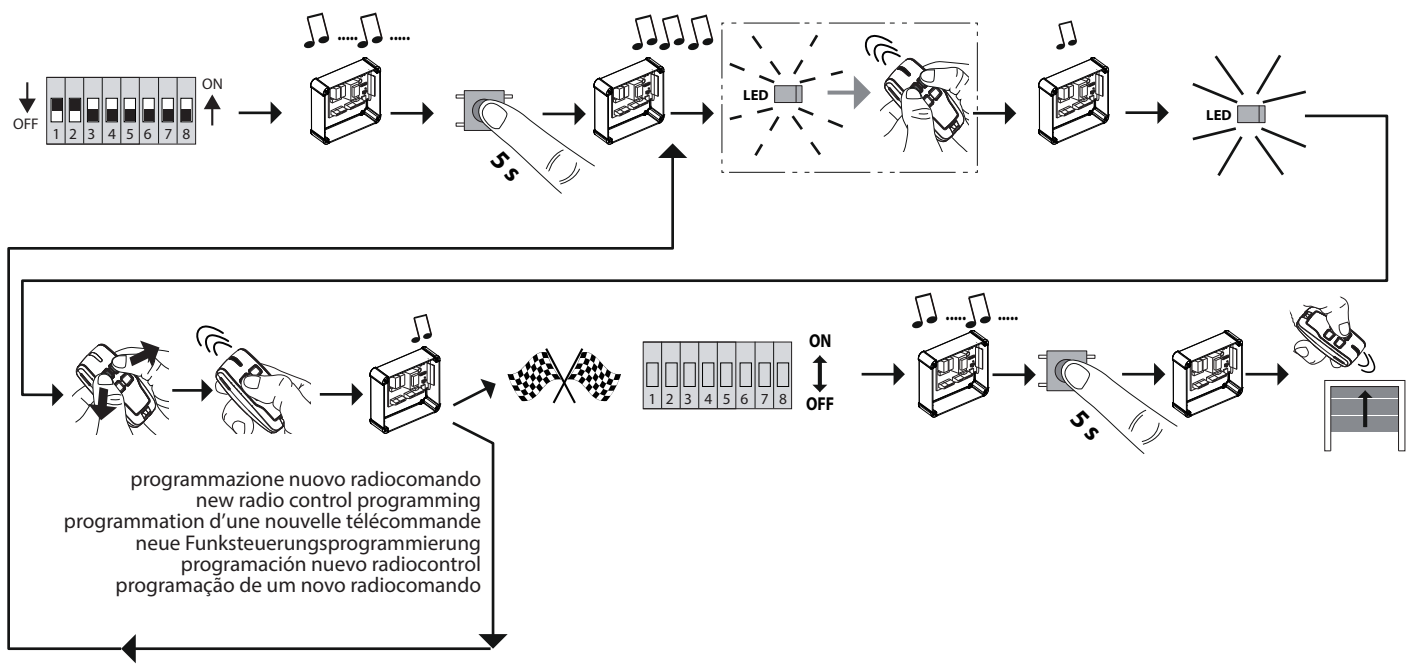 ..... .....
ON
OFF
1 2 3 4 5 6 7 8
5 s
LED
LED
..... .....
ON
OFF
1 2 3 4 5 6 7 8
5 s
programmazione nuovo radiocomando
new radio control programming
programmation d'une nouvelle télécommande
neue Funksteuerungsprogrammierung
programación nuevo radiocontrol
programação de um novo radiocomando